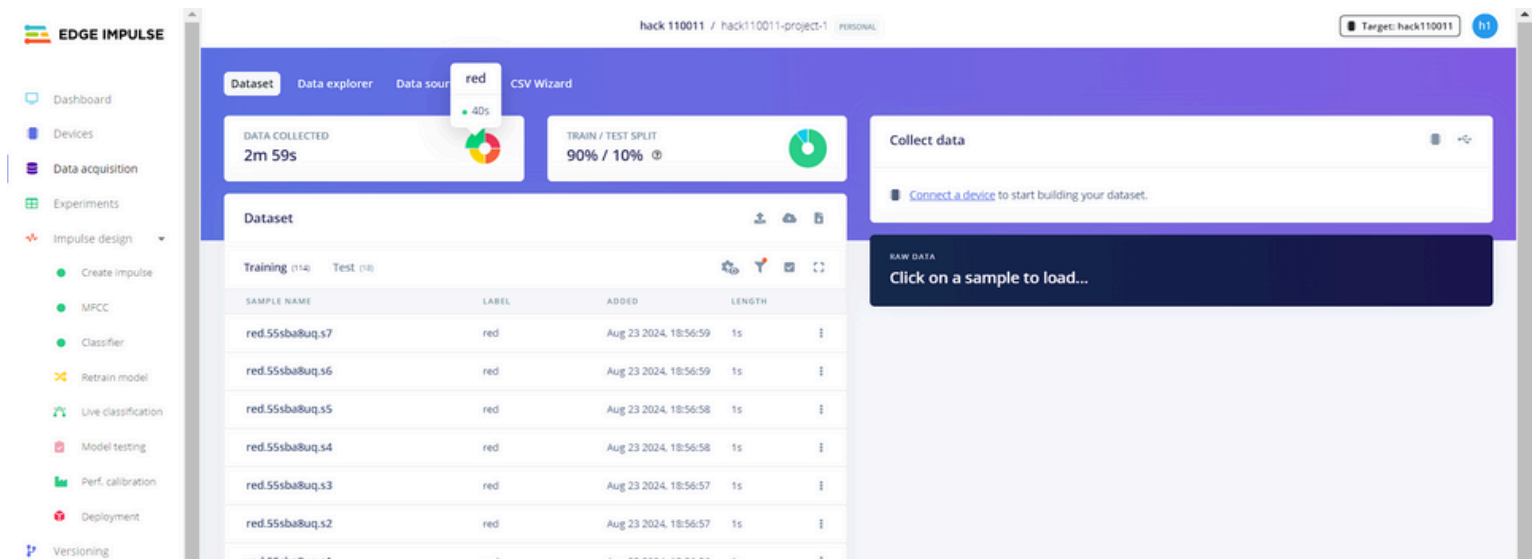 EDGE IMPULSE
hack 110011 / hack110011-project-1 PERSONAL
Target: hack110011
h1
Dashboard
Devices
Data acquisition
Experiments
Impulse design
Create impulse
MFCC
Classifier
Retrain model
Live classification
Model testing
Perf. calibration
Deployment
Versioning
Dataset Data explorer Data sour CSV Wizard
red
40s
DATA COLLECTED
2m 59s
TRAIN / TEST SPLIT
90% / 10%
Collect data
Connect a device to start building your dataset.
RAW DATA
Click on a sample to load...
Dataset
Training (114) Test (18)
SAMPLE NAME LABEL ADDED LENGTH
red.55sba8uq.s7 red Aug 23 2024, 18:56:59 1s
red.55sba8uq.s6 red Aug 23 2024, 18:56:59 1s
red.55sba8uq.s5 red Aug 23 2024, 18:56:58 1s
red.55sba8uq.s4 red Aug 23 2024, 18:56:58 1s
red.55sba8uq.s3 red Aug 23 2024, 18:56:57 1s
red.55sba8uq.s2 red Aug 23 2024, 18:56:57 1s